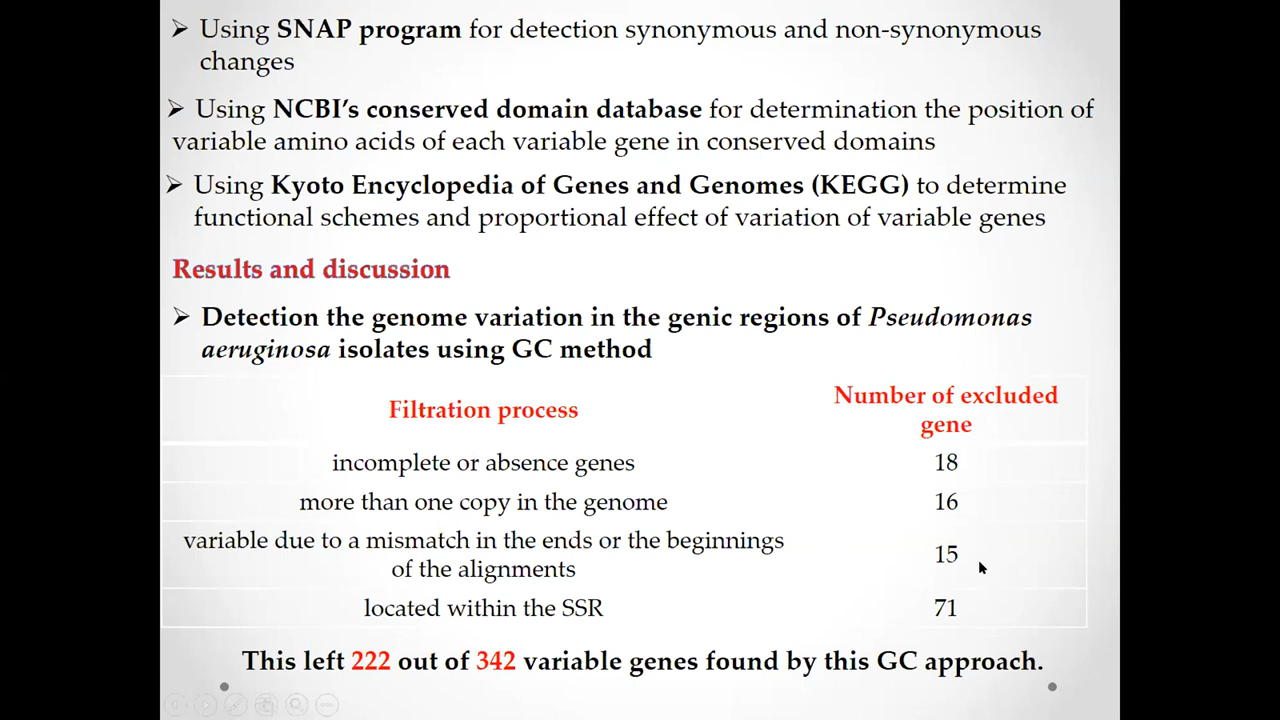 ➢ Using SNAP program for detection synonymous and non-synonymous
changes
➢ Using NCBI's conserved domain database for determination the position of
variable amino acids of each variable gene in conserved domains
➢ Using Kyoto Encyclopedia of Genes and Genomes (KEGG) to determine
functional schemes and proportional effect of variation of variable genes
Results and discussion
➢ Detection the genome variation in the genic regions of Pseudomonas
aeruginosa isolates using GC method
Filtration process
Number of excluded
gene
incomplete or absence genes 18
more than one copy in the genome 16
variable due to a mismatch in the ends or the beginnings
of the alignments 15
located within the SSR 71
This left 222 out of 342 variable genes found by this GC approach.